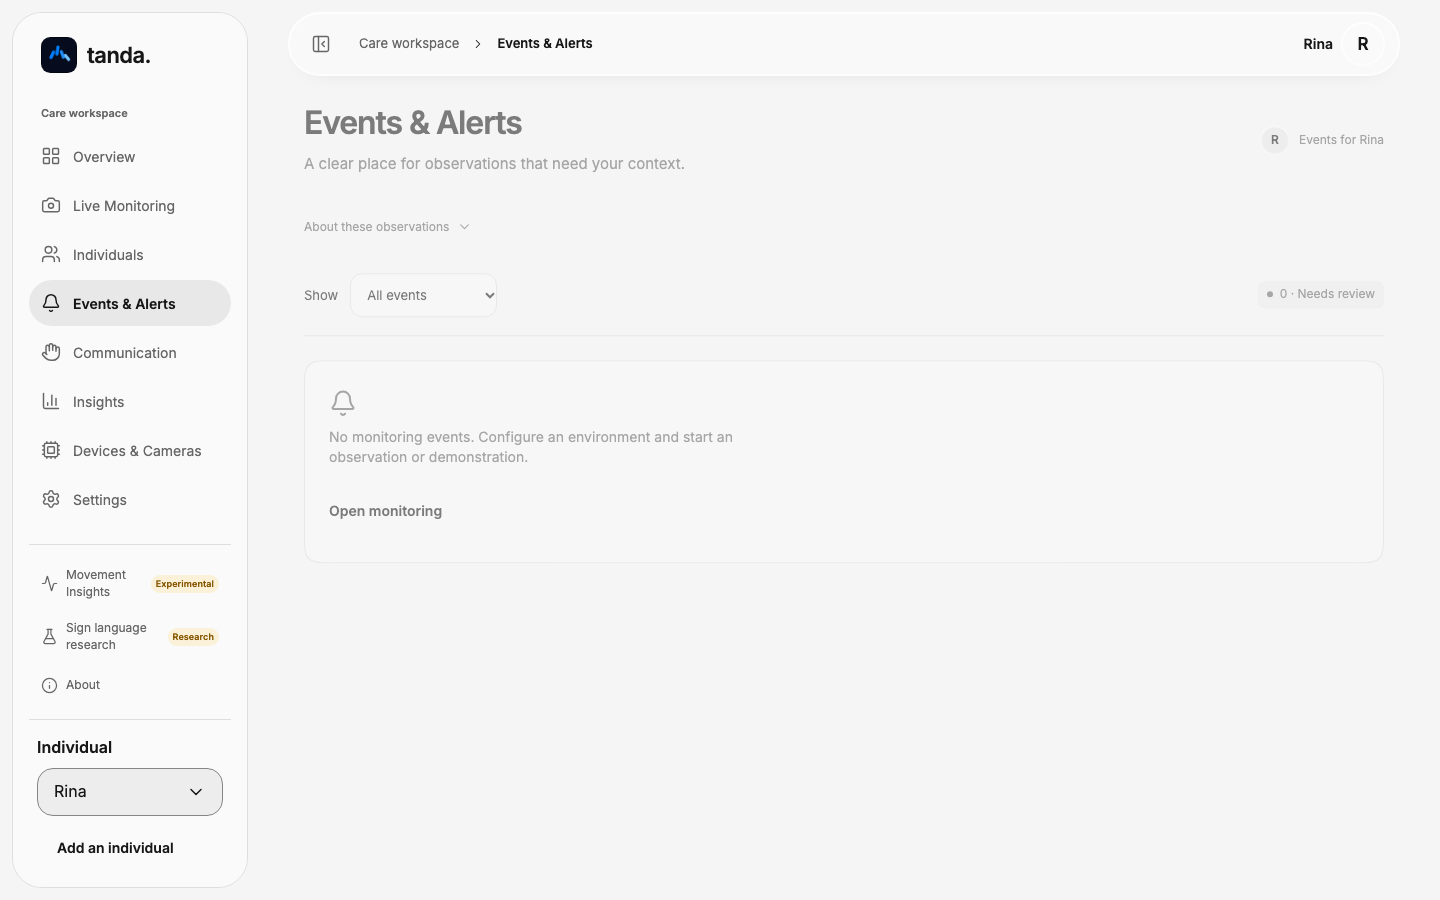 tanda.
Care workspace
Overview
Live Monitoring
Individuals
Events & Alerts
Communication
Insights
Devices & Cameras
Settings
Movement
Insights
Experimental
Sign language
research
Research
About
Individual
Rina
Add an individual
Care workspace
Events & Alerts
Rina
R
Events & Alerts
A clear place for observations that need your context.
R
Events for Rina
About these observations
Show
All events
0 · Needs review
No monitoring events. Configure an environment and start an
observation or demonstration.
Open monitoring